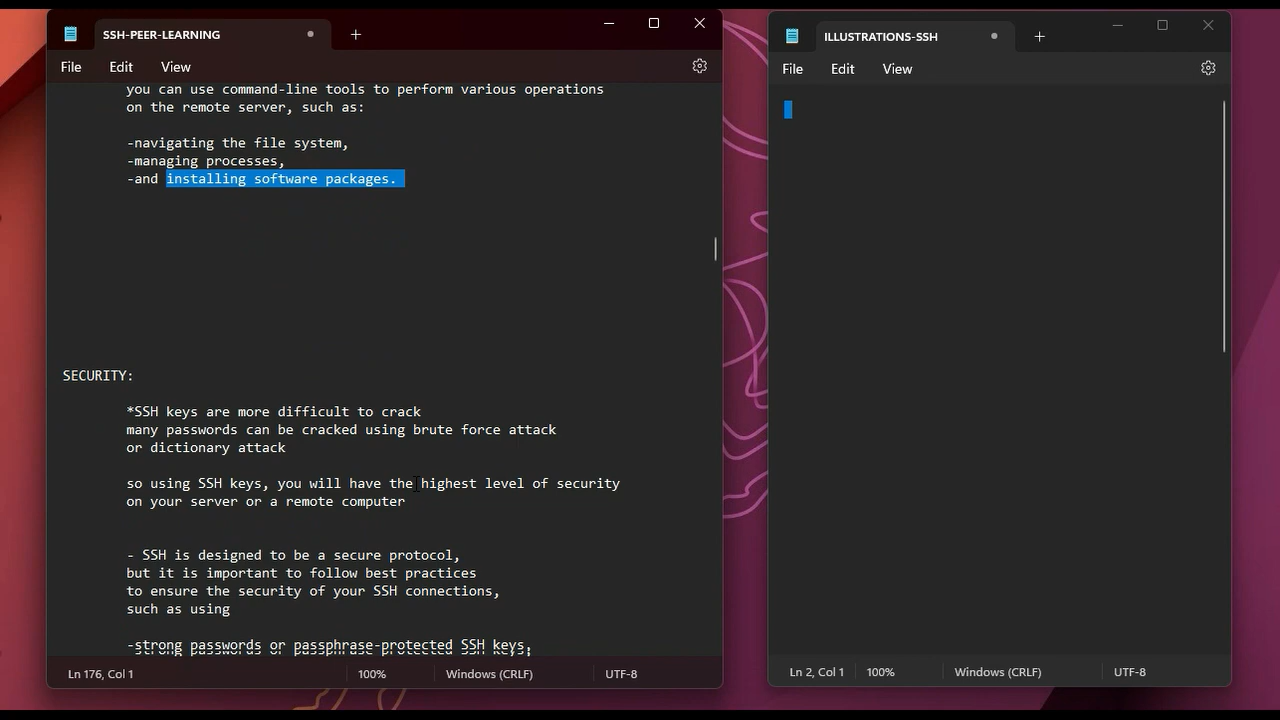 SSH-PEER-LEARNING
File Edit View
you can use command-line tools to perform various operations
on the remote server, such as:
-navigating the file system,
-managing processes,
-and installing software packages.
SECURITY:
*SSH keys are more difficult to crack
many passwords can be cracked using brute force attack
or dictionary attack
so using SSH keys, you will have the highest level of security
on your server or a remote computer
- SSH is designed to be a secure protocol,
but it is important to follow best practices
to ensure the security of your SSH connections,
such as using
-strong passwords or passphrase-protected SSH keys,
Ln 176, Col 1 100% Windows (CRLF) UTF-8
ILLUSTRATIONS-SSH
File Edit View
Ln 2, Col 1 100% Windows (CRLF) UTF-8